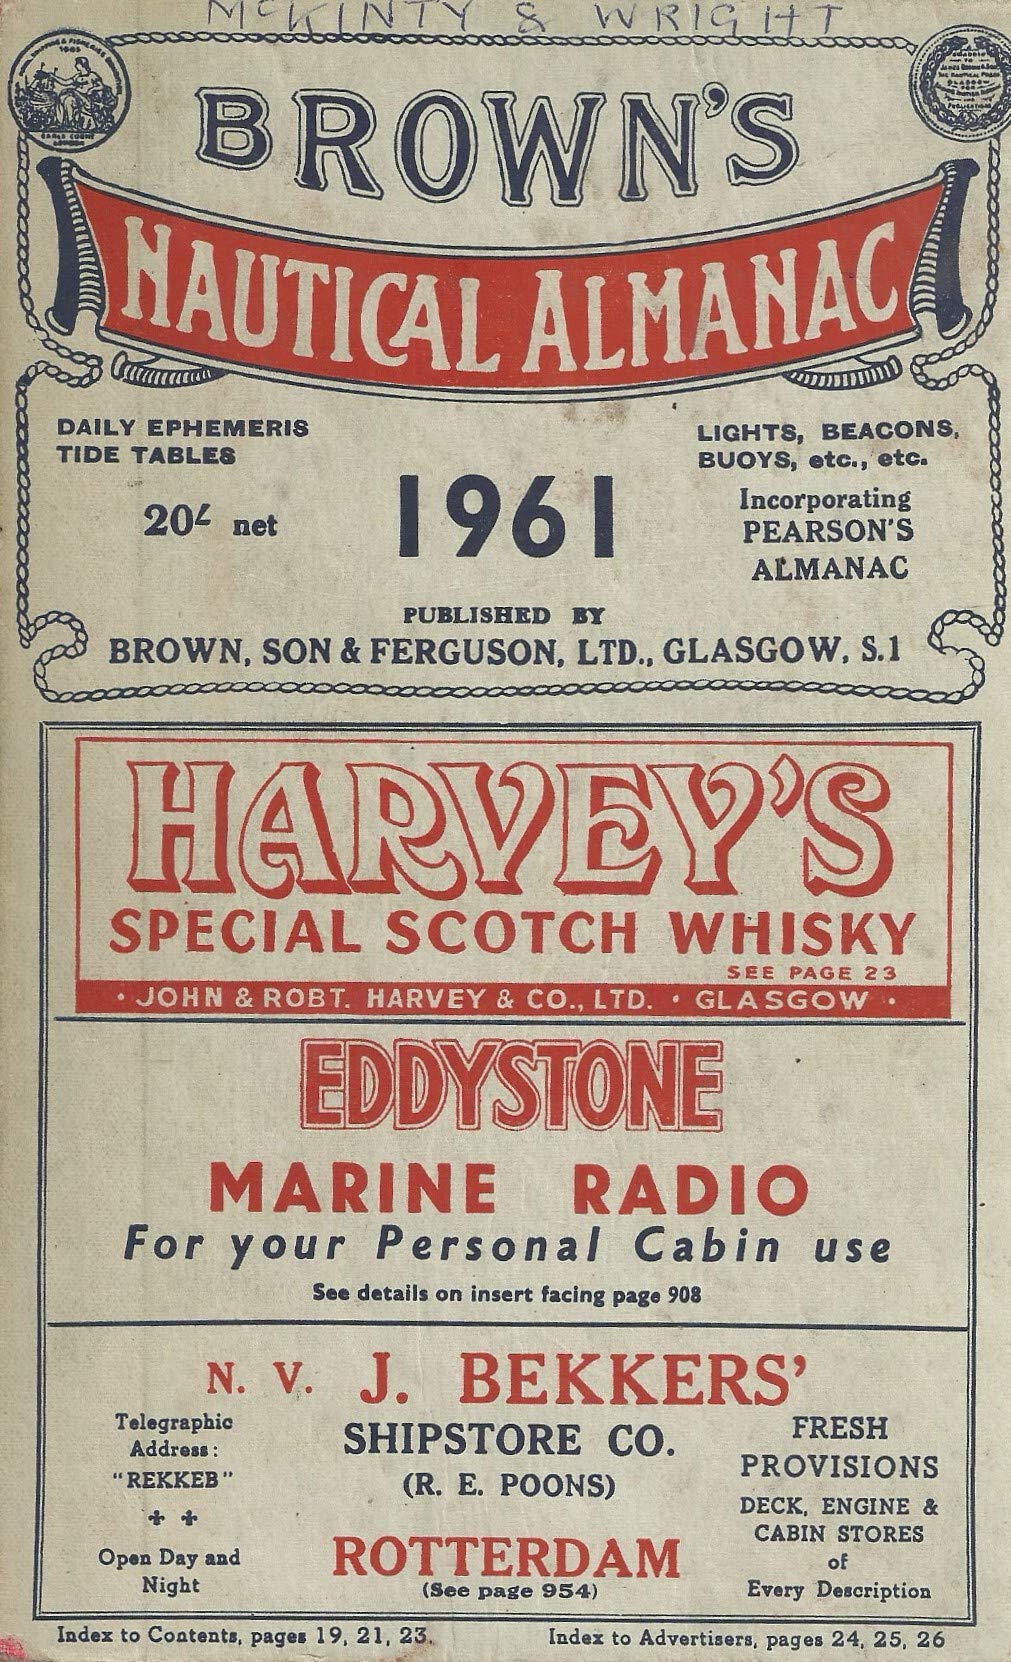 McKINTY & WRIGHT
BROWN'S
NAUTICAL ALMANAC
DAILY EPHEMERIS
TIDE TABLES
20/- net
1961
LIGHTS, BEACONS,
BUOYS, etc., etc.
Incorporating
PEARSON'S
ALMANAC
PUBLISHED BY
BROWN, SON & FERGUSON, LTD., GLASGOW, S.1
HARVEY'S
SPECIAL SCOTCH WHISKY
SEE PAGE 23
· JOHN & ROBT. HARVEY & CO., LTD. · GLASGOW ·
EDDYSTONE
MARINE RADIO
For your Personal Cabin use
See details on insert facing page 908
N. V. J. BEKKERS'
SHIPSTORE CO.
(R. E. POONS)
ROTTERDAM
(See page 954)
Telegraphic
Address:
"REKKEB"
Open Day and
Night
FRESH
PROVISIONS
DECK, ENGINE &
CABIN STORES
of
Every Description
Index to Contents, pages 19, 21, 23.
Index to Advertisers, pages 24, 25, 26